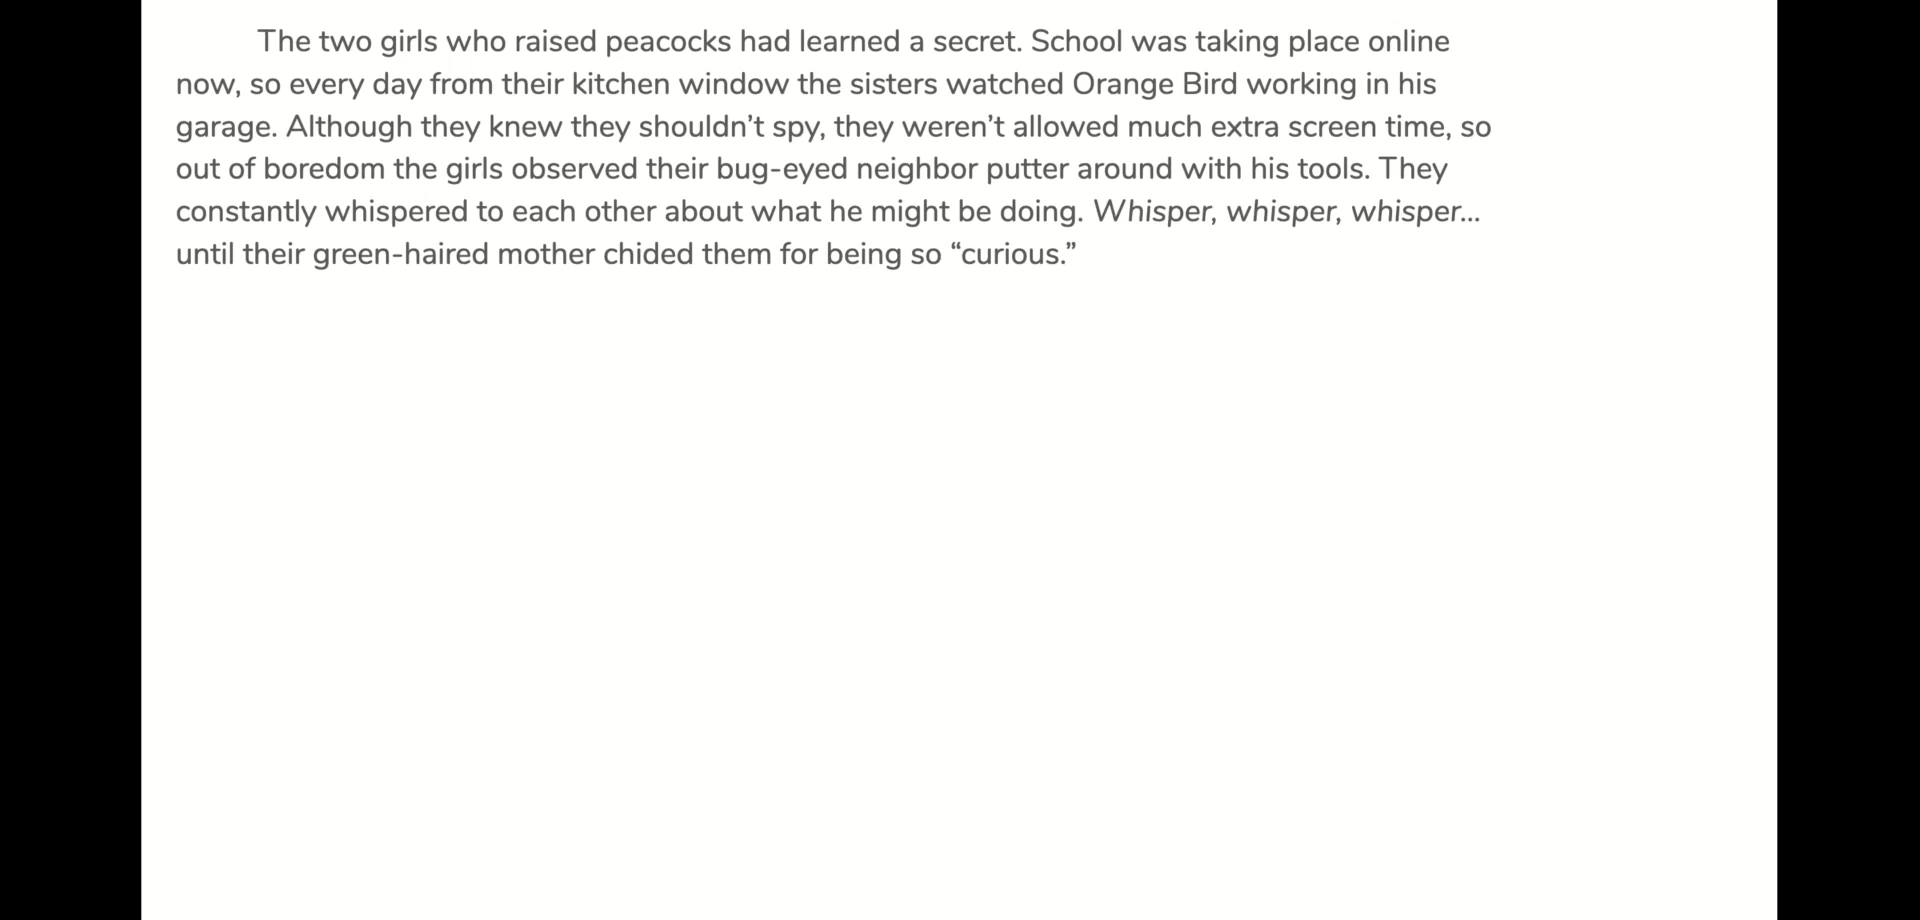 The two girls who raised peacocks had learned a secret. School was taking place online
now, so every day from their kitchen window the sisters watched Orange Bird working in his
garage. Although they knew they shouldn’t spy, they weren’t allowed much extra screen time, so
out of boredom the girls observed their bug-eyed neighbor putter around with his tools. They
constantly whispered to each other about what he might be doing. Whisper, whisper, whisper...
until their green-haired mother chided them for being so “curious.”